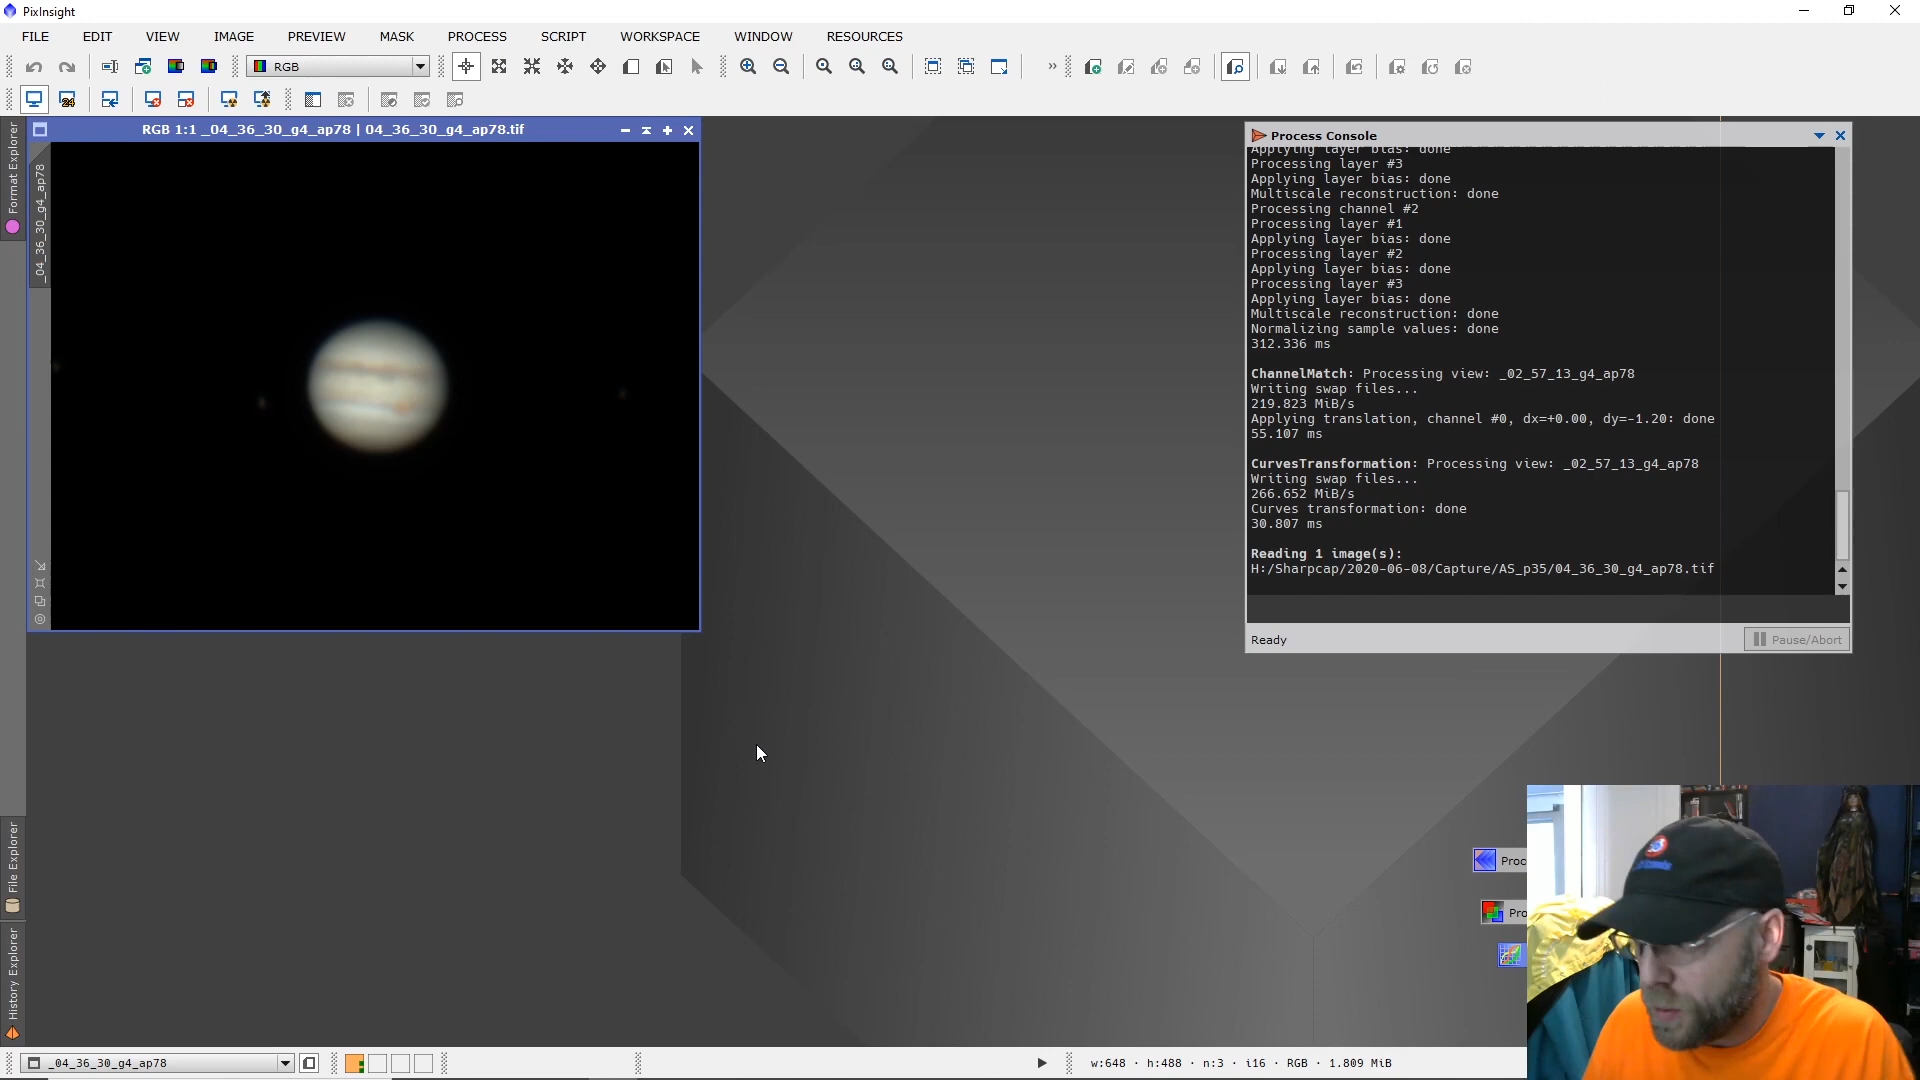 PixInsight
FILE EDIT VIEW IMAGE PREVIEW MASK PROCESS SCRIPT WORKSPACE WINDOW RESOURCES
RGB
24
RGB 1:1 _04_36_30_g4_ap78 | 04_36_30_g4_ap78.tif
_04_36_30_g4_ap78
Format Explorer
File Explorer
History Explorer
Process Console
Applying layer bias: done
Processing layer #3
Applying layer bias: done
Multiscale reconstruction: done
Processing channel #2
Processing layer #1
Applying layer bias: done
Processing layer #2
Applying layer bias: done
Processing layer #3
Applying layer bias: done
Multiscale reconstruction: done
Normalizing sample values: done
312.336 ms
ChannelMatch: Processing view: _02_57_13_g4_ap78
Writing swap files...
219.823 MiB/s
Applying translation, channel #0, dx=+0.00, dy=-1.20: done
55.107 ms
CurvesTransformation: Processing view: _02_57_13_g4_ap78
Writing swap files...
266.652 MiB/s
Curves transformation: done
30.807 ms
Reading 1 image(s):
H:/Sharpcap/2020-06-08/Capture/AS_p35/04_36_30_g4_ap78.tif
Ready
Pause/Abort
Proc
Pro
_04_36_30_g4_ap78
w:648 · h:488 · n:3 · i16 · RGB · 1.809 MiB